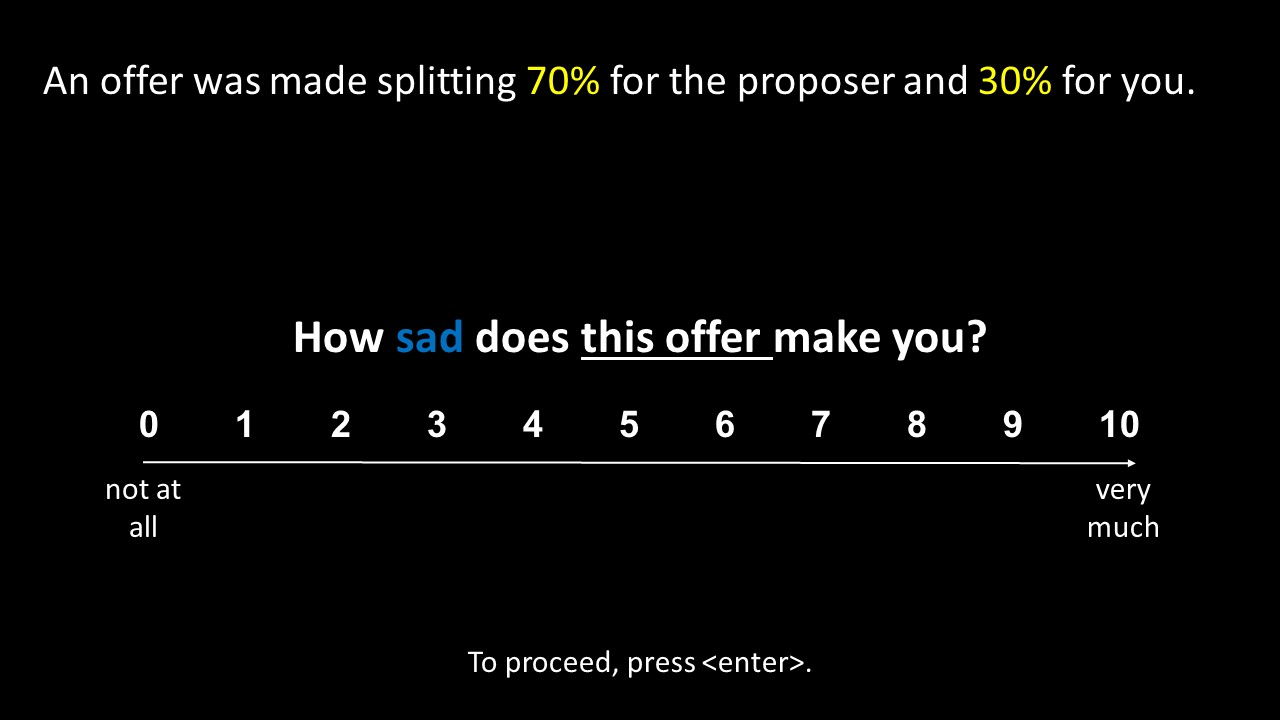 An offer was made splitting 70% for the proposer and 30% for you.
How sad does this offer make you?
0 1 2 3 4 5 6 7 8 9 10
not at all
very much
To proceed, press <enter>.